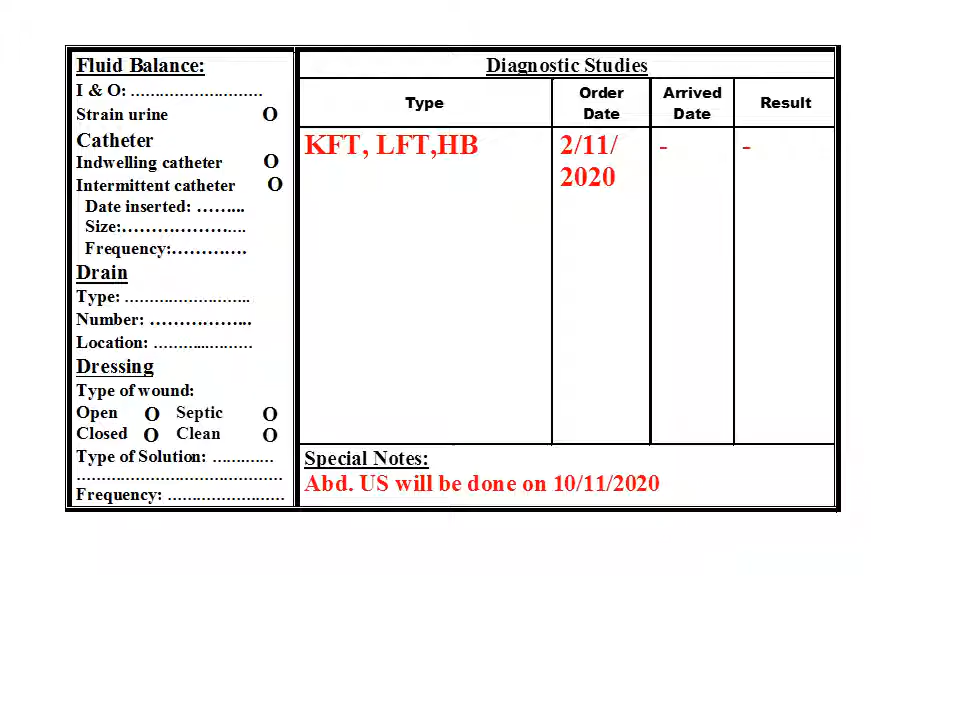 Fluid Balance:
I & O: ...........................
Strain urine O
Catheter
Indwelling catheter O
Intermittent catheter O
Date inserted: ……...
Size:…………………....
Frequency:………….
Drain
Type: ..........................
Number: ……………...
Location: .....................
Dressing
Type of wound:
Open O Septic O
Closed O Clean O
Type of Solution: .............
...........................................
Frequency: ........................
Diagnostic Studies
Type Order Date Arrived Date Result
KFT, LFT,HB 2/11/ - -
2020
Special Notes:
Abd. US will be done on 10/11/2020